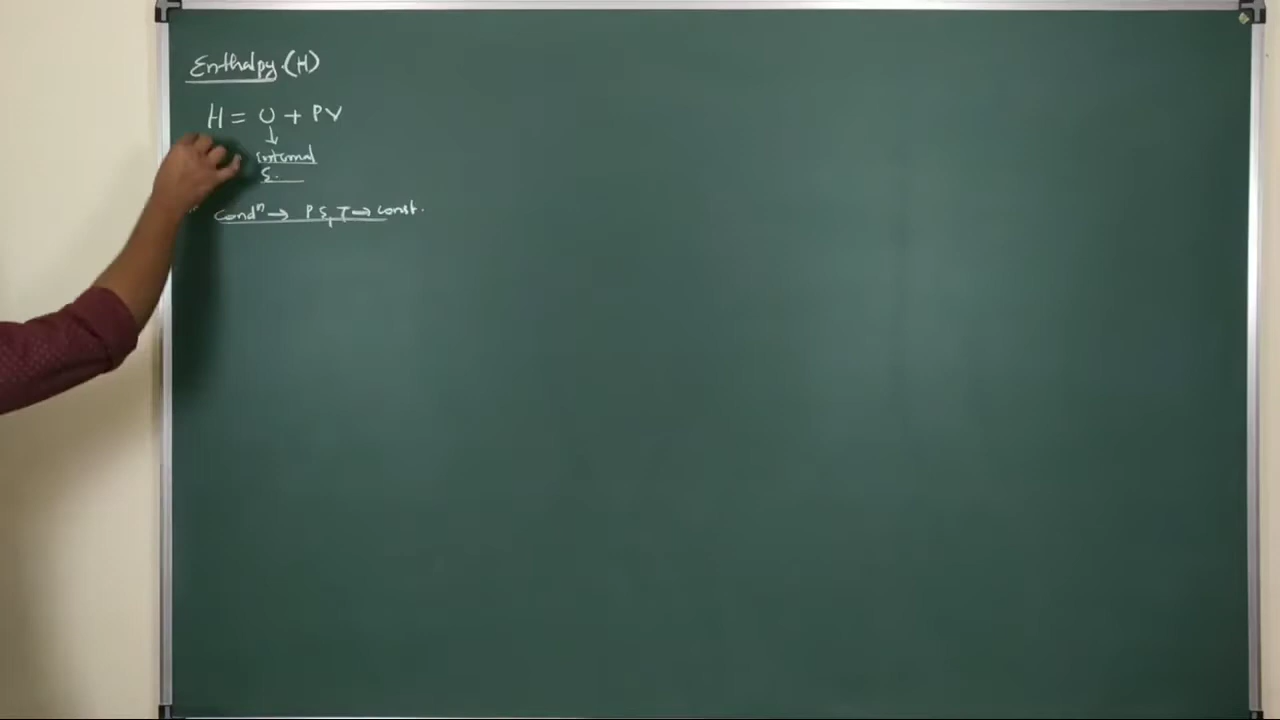 Enthalpy.(H)
H = U + PV
↓
internal
ξ.
Condⁿ → P ξ, T → const.